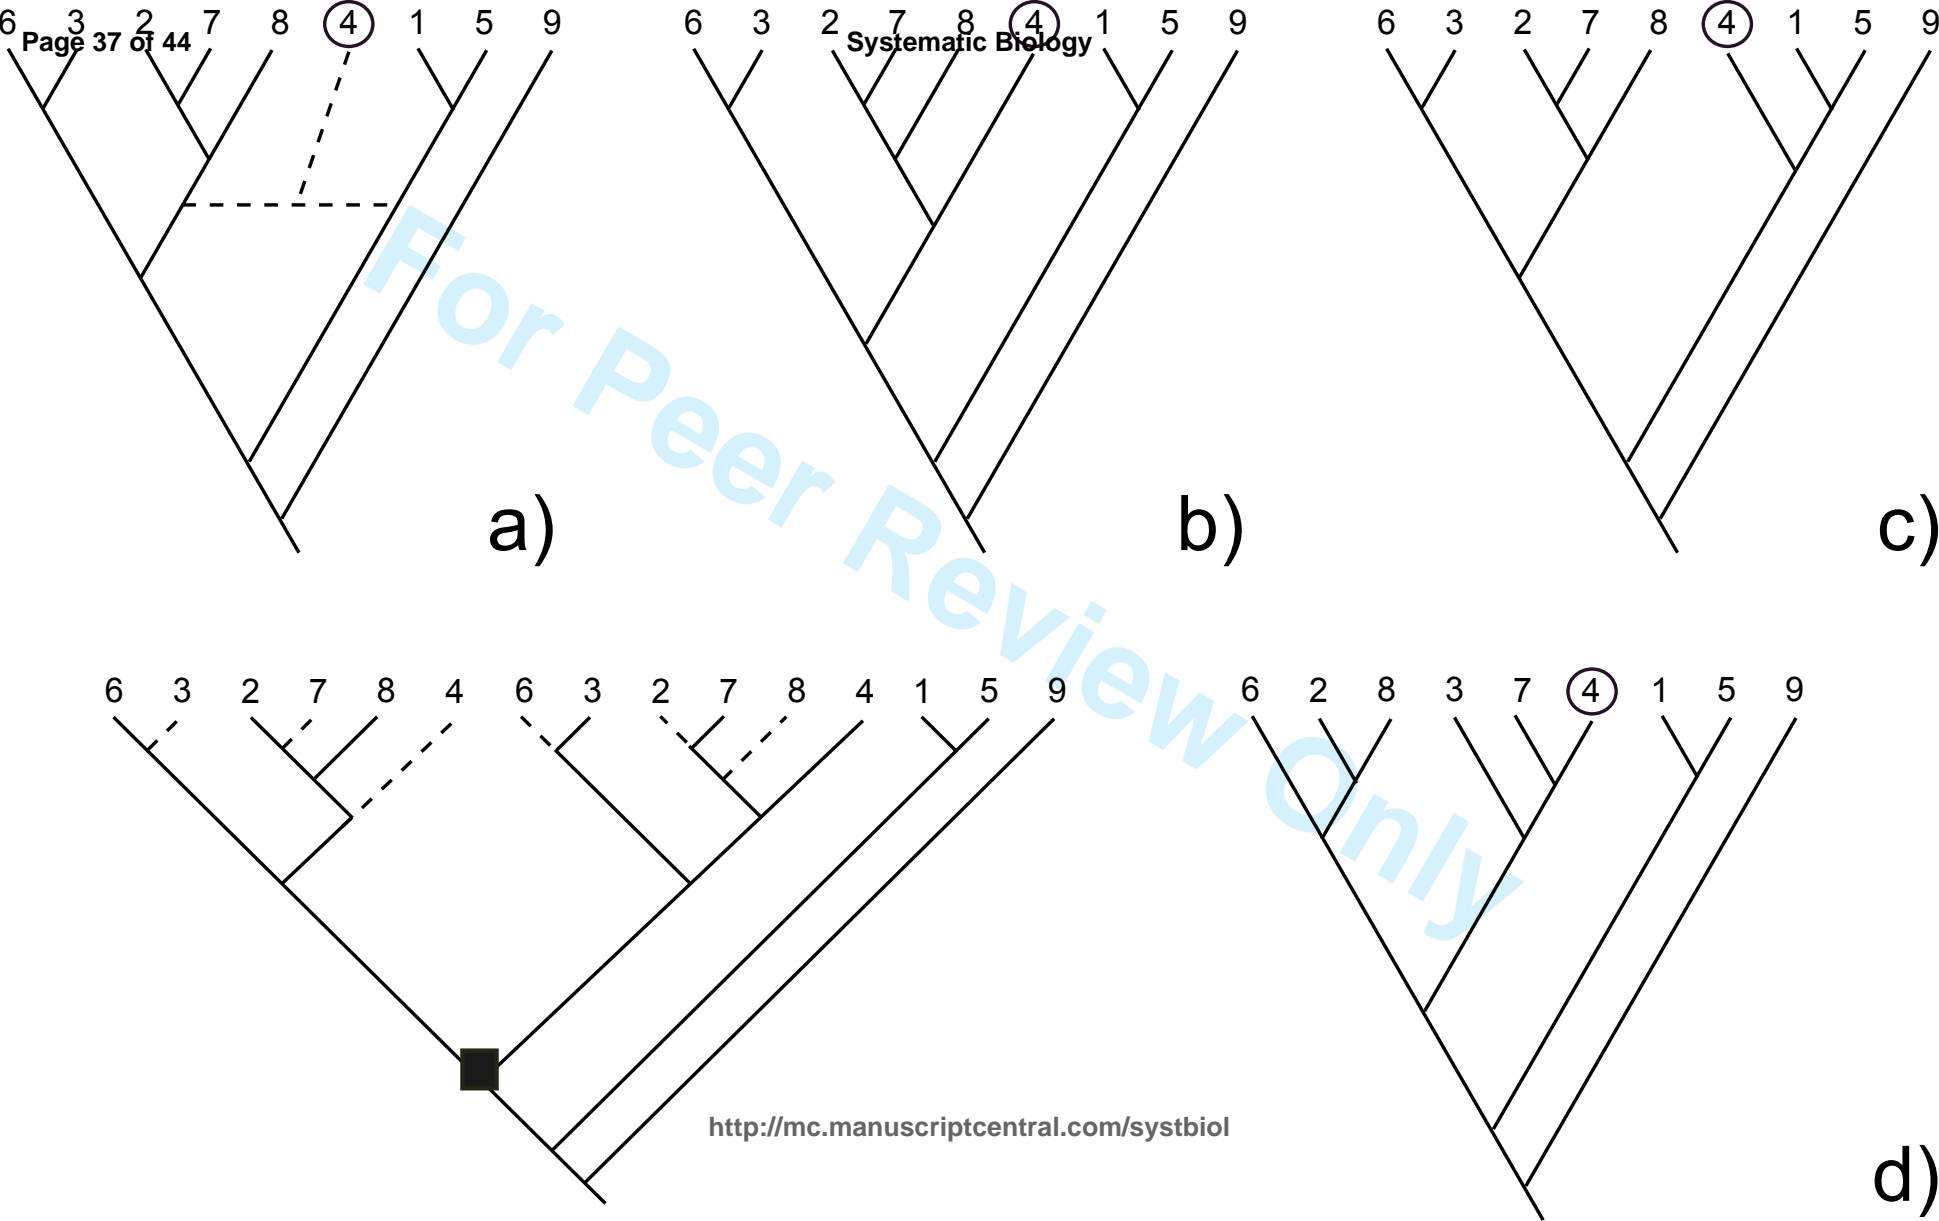 6 3 2 7 8 4 1 5 9 6 3 2 7 8 4 1 5 9 6 3 2 7 8 4 1 5 9
Page 37 of 44 Systematic Biology
For Peer Review Only
a) b) c)
6 3 2 7 8 4 6 3 2 7 8 4 1 5 9 6 2 8 3 7 4 1 5 9
http://mc.manuscriptcentral.com/systbiol
d)